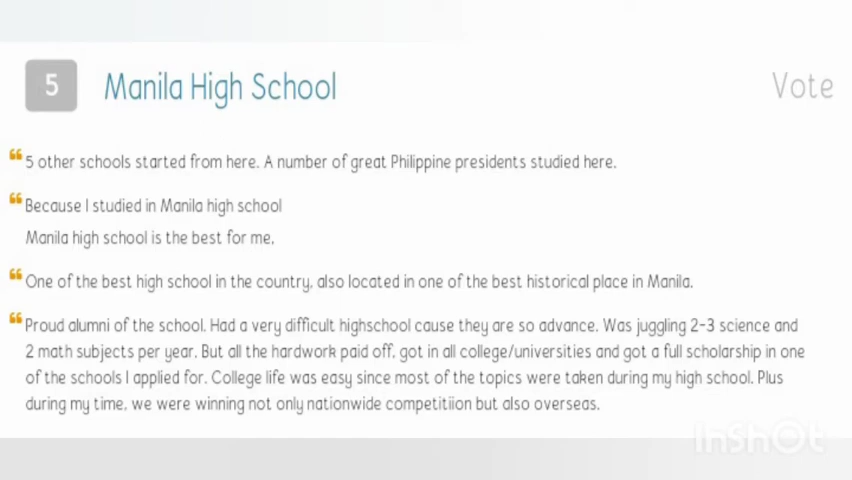 5 Manila High School Vote
5 other schools started from here. A number of great Philippine presidents studied here.
Because I studied in Manila high school
Manila high school is the best for me.
One of the best high school in the country, also located in one of the best historical place in Manila.
Proud alumni of the school. Had a very difficult highschool cause they are so advance. Was juggling 2-3 science and
2 math subjects per year. But all the hardwork paid off, got in all college/universities and got a full scholarship in one
of the schools I applied for. College life was easy since most of the topics were taken during my high school. Plus
during my time, we were winning not only nationwide competitiion but also overseas.
InShOt